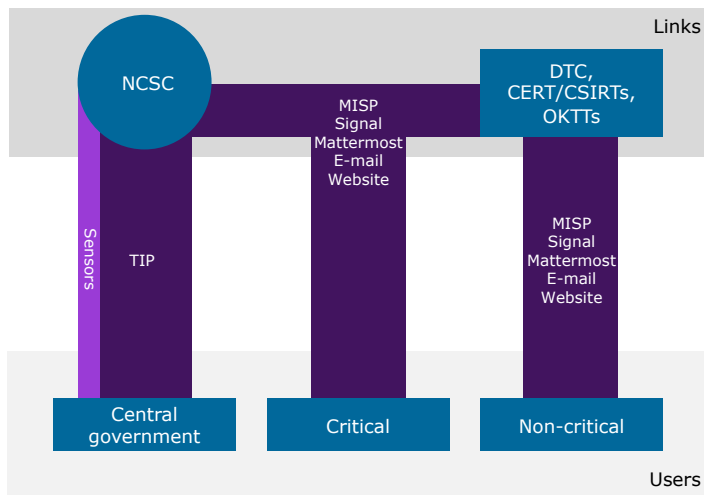 Links
NCSC
DTC,
CERT/CSIRTs,
OKTTs
MISP
Signal
Mattermost
E-mail
Website
Sensors
TIP
MISP
Signal
Mattermost
E-mail
Website
Central
government
Critical
Non-critical
Users